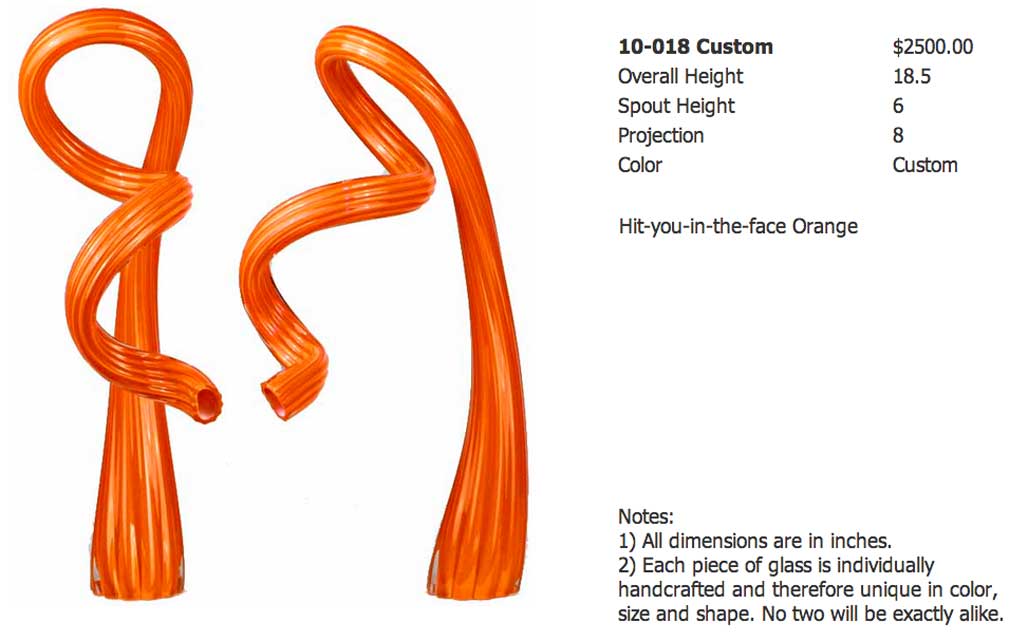 10-018 Custom $2500.00
Overall Height 18.5
Spout Height 6
Projection 8
Color Custom
Hit-you-in-the-face Orange
Notes:
1) All dimensions are in inches.
2) Each piece of glass is individually
handcrafted and therefore unique in color,
size and shape. No two will be exactly alike.